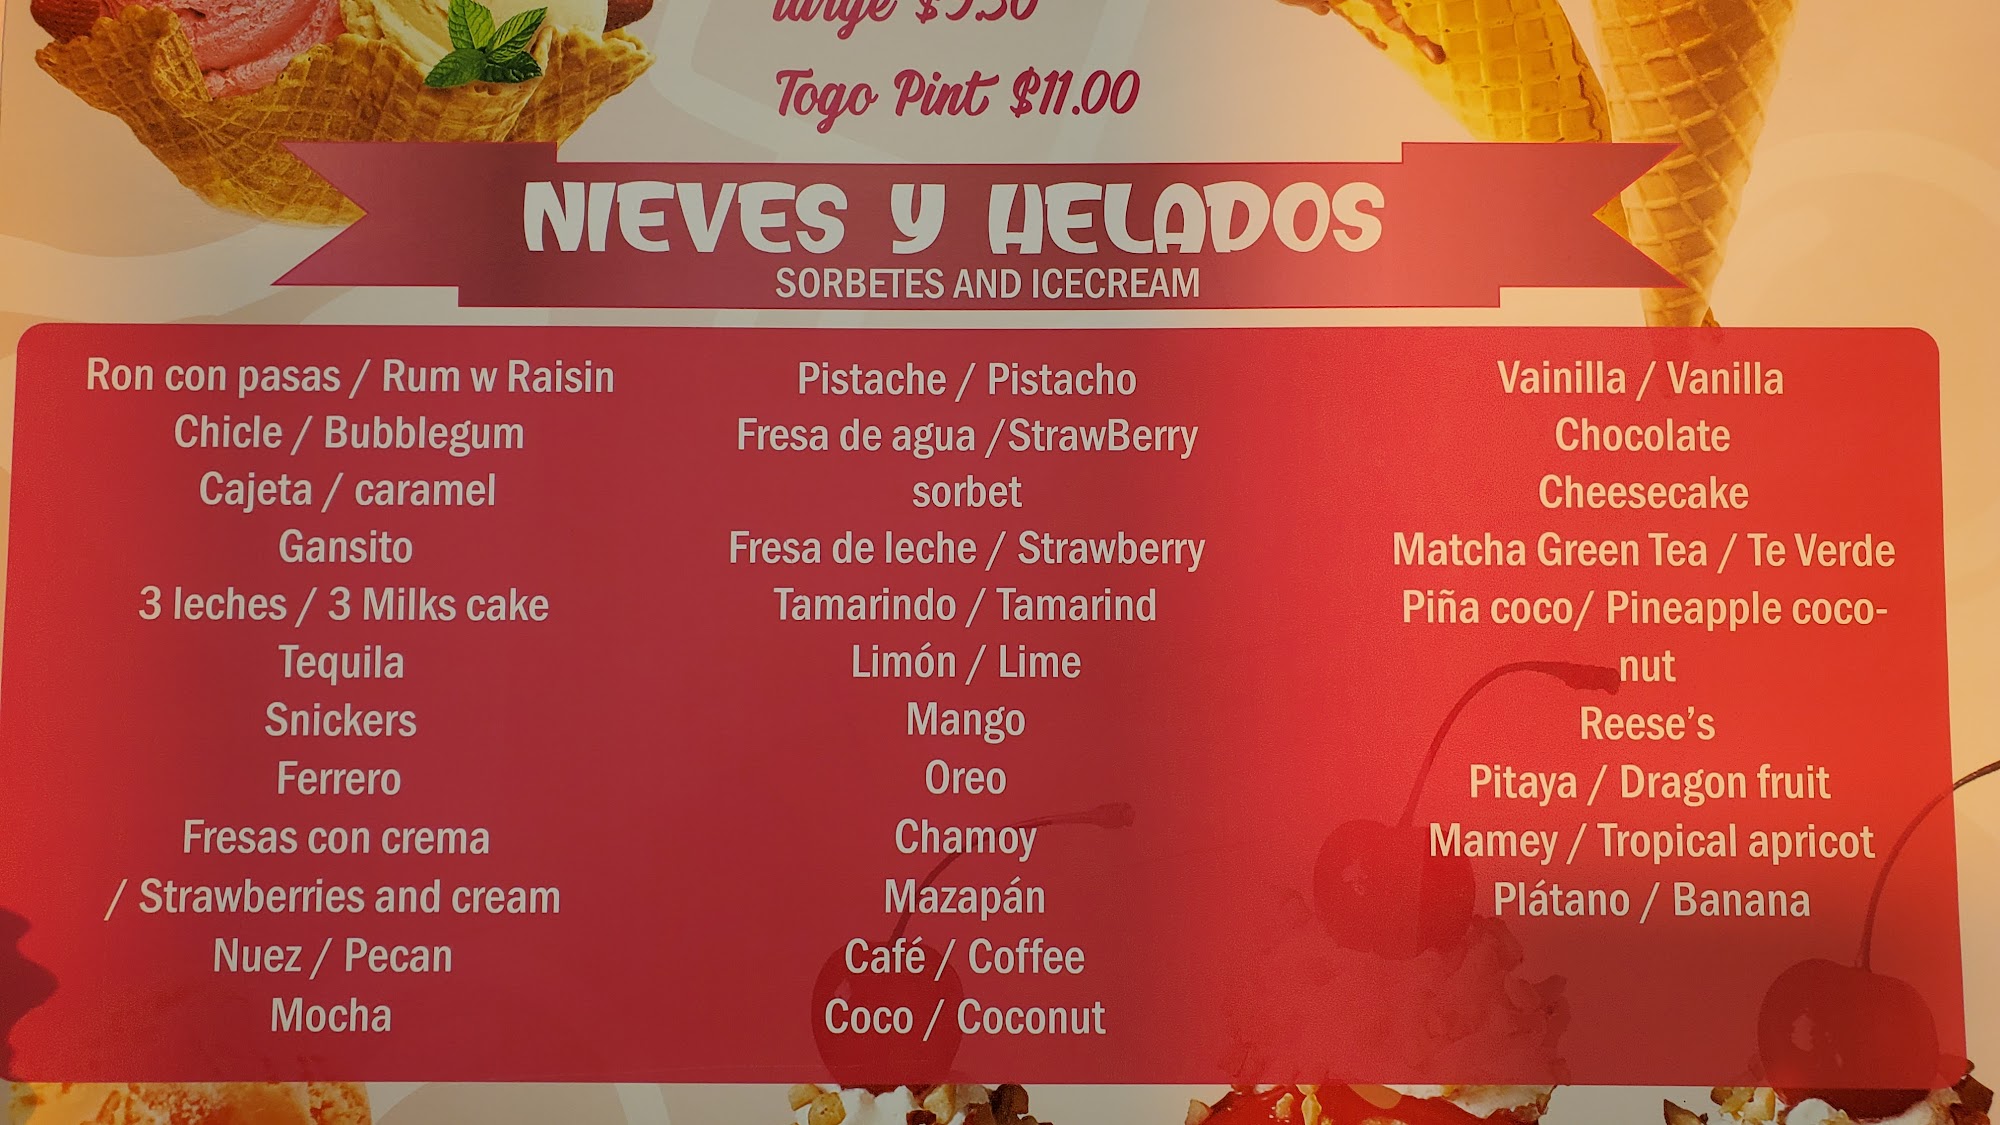 large
Togo Pint $11.00
NIEVES Y HELADOS
SORBETES AND ICECREAM
Ron con pasas / Rum w Raisin
Chicle / Bubblegum
Cajeta / caramel
Gansito
3 leches / 3 Milks cake
Tequila
Snickers
Ferrero
Fresas con crema
/ Strawberries and cream
Nuez / Pecan
Mocha
Pistache / Pistacho
Fresa de agua /StrawBerry
sorbet
Fresa de leche / Strawberry
Tamarindo / Tamarind
Limón / Lime
Mango
Oreo
Chamoy
Mazapán
Café / Coffee
Coco / Coconut
Vainilla / Vanilla
Chocolate
Cheesecake
Matcha Green Tea / Te Verde
Piña coco/ Pineapple coco-
nut
Reese's
Pitaya / Dragon fruit
Mamey / Tropical apricot
Plátano / Banana